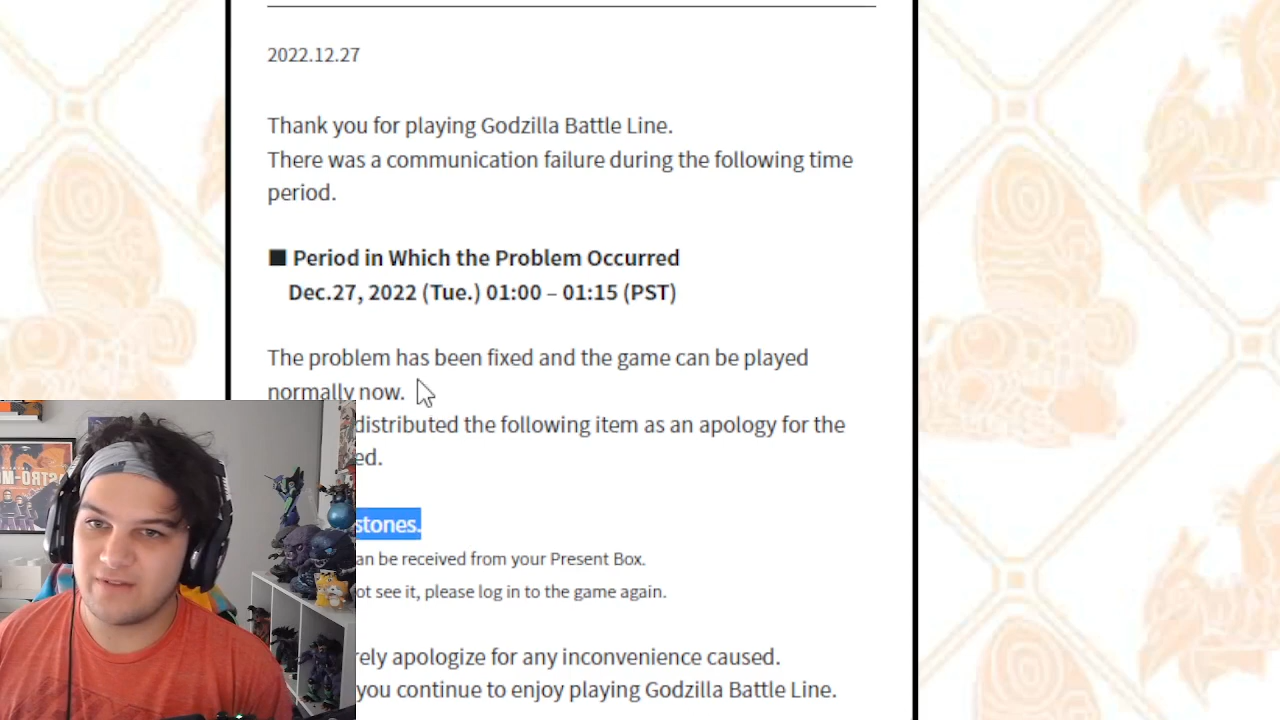 2022.12.27
Thank you for playing Godzilla Battle Line.
There was a communication failure during the following time
period.
■ Period in Which the Problem Occurred
Dec.27, 2022 (Tue.) 01:00 – 01:15 (PST)
The problem has been fixed and the game can be played
normally now.
distributed the following item as an apology for the
stones.
be received from your Present Box.
see it, please log in to the game again.
apologize for any inconvenience caused.
you continue to enjoy playing Godzilla Battle Line.